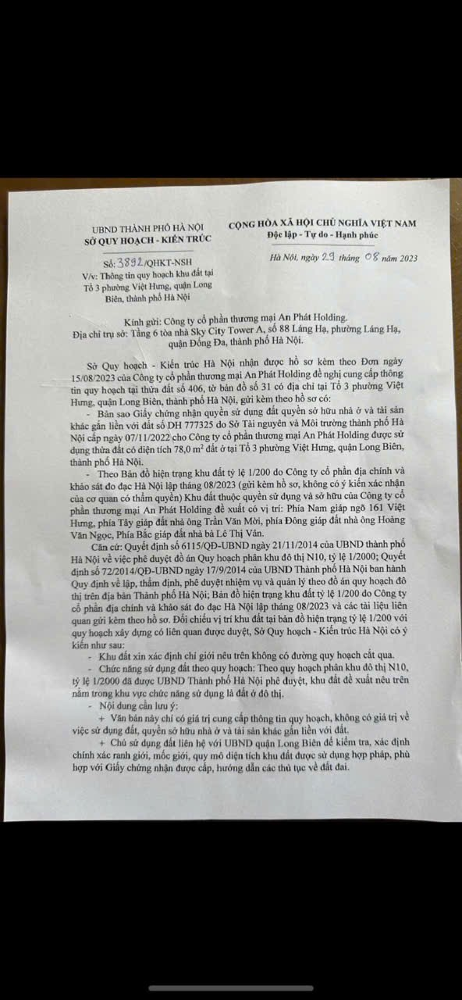 UBND THÀNH PHỐ HÀ NỘI
SỞ QUY HOẠCH - KIẾN TRÚC
CỘNG HÒA XÃ HỘI CHỦ NGHĨA VIỆT NAM
Độc lập - Tự do - Hạnh phúc
Số: 3892/QHKT-NSH
V/v: Thông tin quy hoạch khu đất tại
Tổ 3 phường Việt Hưng, quận Long
Biên, thành phố Hà Nội
Hà Nôi, ngày 29 tháng 08 năm 2023
Kính gửi: Công ty cổ phần thương mại An Phát Holding.
Địa chỉ trụ sở: Tầng 6 tòa nhà Sky City Tower A, số 88 Láng Hạ, phường Láng Hạ,
quận Đống Đa, thành phố Hà Nội.
Sở Quy hoạch - Kiến trúc Hà Nội nhận được hồ sơ kèm theo Đơn ngày
15/08/2023 của Công ty cổ phần thương mại An Phát Holding đề nghị cung cấp thông
tin quy hoạch tại thửa đất số 406, tờ bản đồ số 31 có địa chỉ tại Tổ 3 phường Việt
Hưng, quận Long Biên, thành phố Hà Nội, gửi kèm theo hồ sơ có:
- Bản sao Giấy chứng nhận quyền sử dụng đất quyền sở hữu nhà ở và tài sản
khác gắn liền với đất số DH 777325 do Sở Tài nguyên và Môi trường thành phố Hà
Nội cấp ngày 07/11/2022 cho Công ty cổ phần thương mại An Phát Holding được sử
dụng thửa đất có diện tích 78,0 m² đất ở tại Tổ 3 phường Việt Hưng, quận Long Biên,
thành phố Hà Nội.
- Theo Bản đồ hiện trạng khu đất tỷ lệ 1/200 do Công ty cổ phần địa chính và
khảo sát đo đạc Hà Nội lập tháng 08/2023 (gửi kèm hồ sơ, không có ý kiến xác nhận
của cơ quan có thẩm quyền) Khu đất thuộc quyền sử dụng và sở hữu của Công ty cổ
phần thương mại An Phát Holding đề xuất có vị trí: Phía Nam giáp ngõ 161 Việt
Hưng, phía Tây giáp đất nhà ông Trần Văn Mời, phía Đông giáp đất nhà ông Hoàng
Văn Ngọc, Phía Bắc giáp đất nhà bà Lê Thị Vân.
Căn cứ: Quyết định số 6115/QĐ-UBND ngày 21/11/2014 của UBND thành phố
Hà Nội về việc phê duyệt đồ án Quy hoạch phân khu đô thị N10, tỷ lệ 1/2000; Quyết
định số 72/2014/QĐ-UBND ngày 17/9/2014 của UBND Thành phố Hà Nội ban hành
Quy định về lập, thẩm định, phê duyệt nhiệm vụ và quản lý theo đồ án quy hoạch đô
thị trên địa bàn Thành phố Hà Nội; Bản đồ hiện trạng khu đất tỷ lệ 1/200 do Công ty
cổ phần địa chính và khảo sát đo đạc Hà Nội lập tháng 08/2023 và các tài liệu liên
quan gửi kèm theo hồ sơ. Đối chiếu vị trí khu đất tại bản đồ hiện trạng tỷ lệ 1/200 với
quy hoạch xây dựng có liên quan được duyệt, Sở Quy hoạch - Kiến trúc Hà Nội có ý
kiến như sau:
- Khu đất xin xác định chỉ giới nêu trên không có đường quy hoạch cắt qua.
- Chức năng sử dụng đất theo quy hoạch: Theo quy hoạch phân khu đô thị N10,
tỷ lệ 1/2000 đã được UBND Thành phố Hà Nội phê duyệt, khu đất đề xuất nêu trên
nằm trong khu vực chức năng sử dụng là đất ở đô thị.
- Nội dung cần lưu ý:
+ Văn bản này chỉ có giá trị cung cấp thông tin quy hoạch, không có giá trị về
việc sử dụng đất, quyền sở hữu nhà ở và tài sản khác gắn liền với đất.
+ Chủ sử dụng đất liên hệ với UBND quận Long Biên để kiểm tra, xác định
chính xác ranh giới, mốc giới, quy mô diện tích khu đất được sử dụng hợp pháp, phù
hợp với Giấy chứng nhận được cấp, hướng dẫn các thủ tục về đất đai.